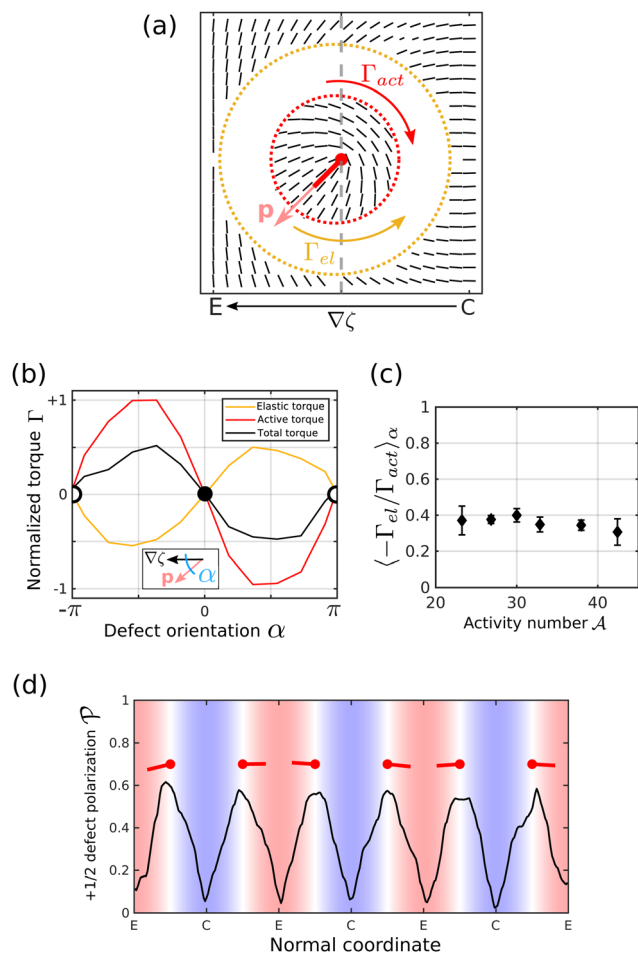 (a)
Γact
p
Γel
E
C
∇ζ
(b)
Normalized torque Γ
+1
0
-1
Elastic torque
Active torque
Total torque
∇ζ
p
α
-π
0
π
Defect orientation α
(c)
⟨-Γel/Γact⟩α
1
0.8
0.6
0.4
0.2
0
20
30
40
Activity number A
(d)
+1/2 defect polarization P
1
0.8
0.6
0.4
0.2
0
E
C
E
C
E
C
E
Normal coordinate